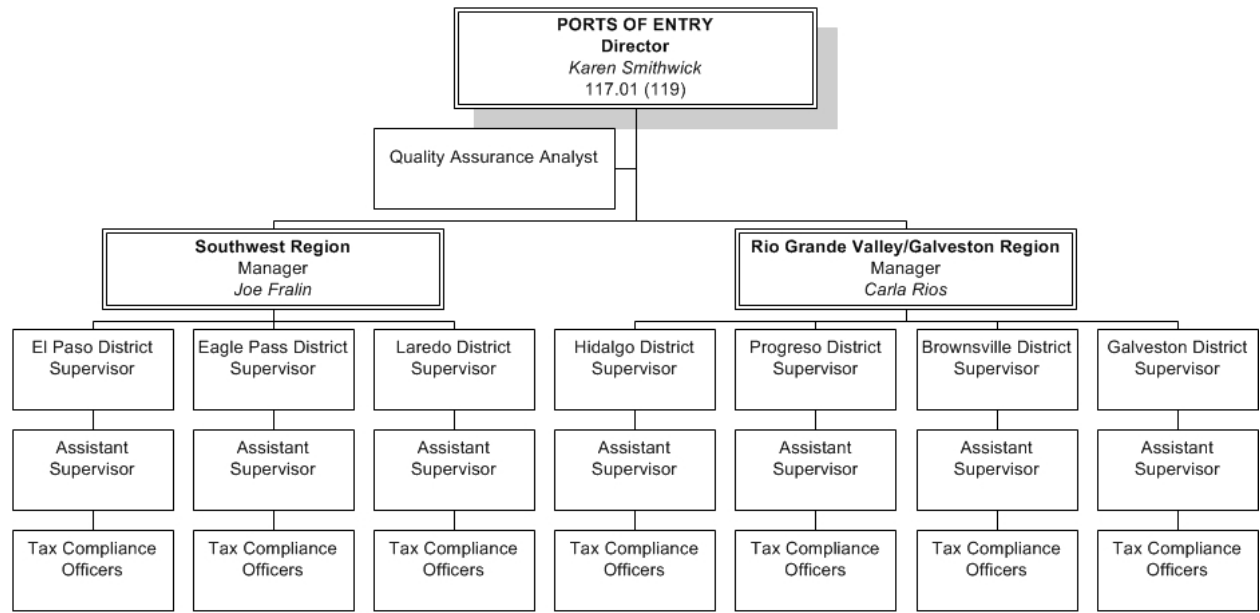 PORTS OF ENTRY
Director
Karen Smithwick
117.01 (119)
Quality Assurance Analyst
Southwest Region
Manager
Joe Fralin
Rio Grande Valley/Galveston Region
Manager
Carla Rios
El Paso District
Supervisor
Eagle Pass District
Supervisor
Laredo District
Supervisor
Hidalgo District
Supervisor
Progreso District
Supervisor
Brownsville District
Supervisor
Galveston District
Supervisor
Assistant
Supervisor
Assistant
Supervisor
Assistant
Supervisor
Assistant
Supervisor
Assistant
Supervisor
Assistant
Supervisor
Assistant
Supervisor
Tax Compliance
Officers
Tax Compliance
Officers
Tax Compliance
Officers
Tax Compliance
Officers
Tax Compliance
Officers
Tax Compliance
Officers
Tax Compliance
Officers